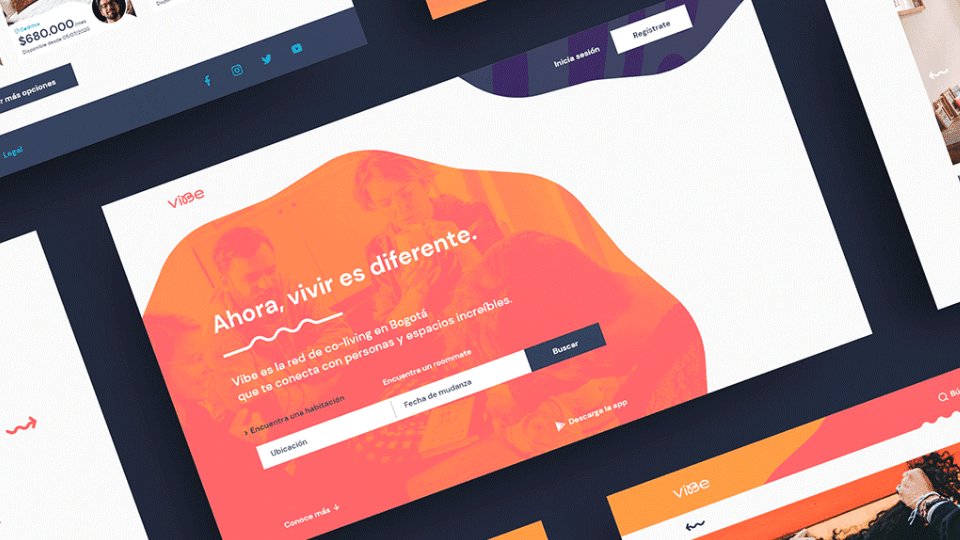 Cedritos
$680.000/mes
Disponible desde 05/07/2020
r más opciones
Legal
Inicia sesión
Regístrate
vibe
Ahora, vivir es diferente.
Vibe es la red de co-living en Bogotá
que te conecta con personas y espacios increíbles.
› Encuentra una habitación
Encuentra un roommate
Ubicación
Fecha de mudanza
Buscar
Descarga la app
Conoce más ↓
Bú
vibe